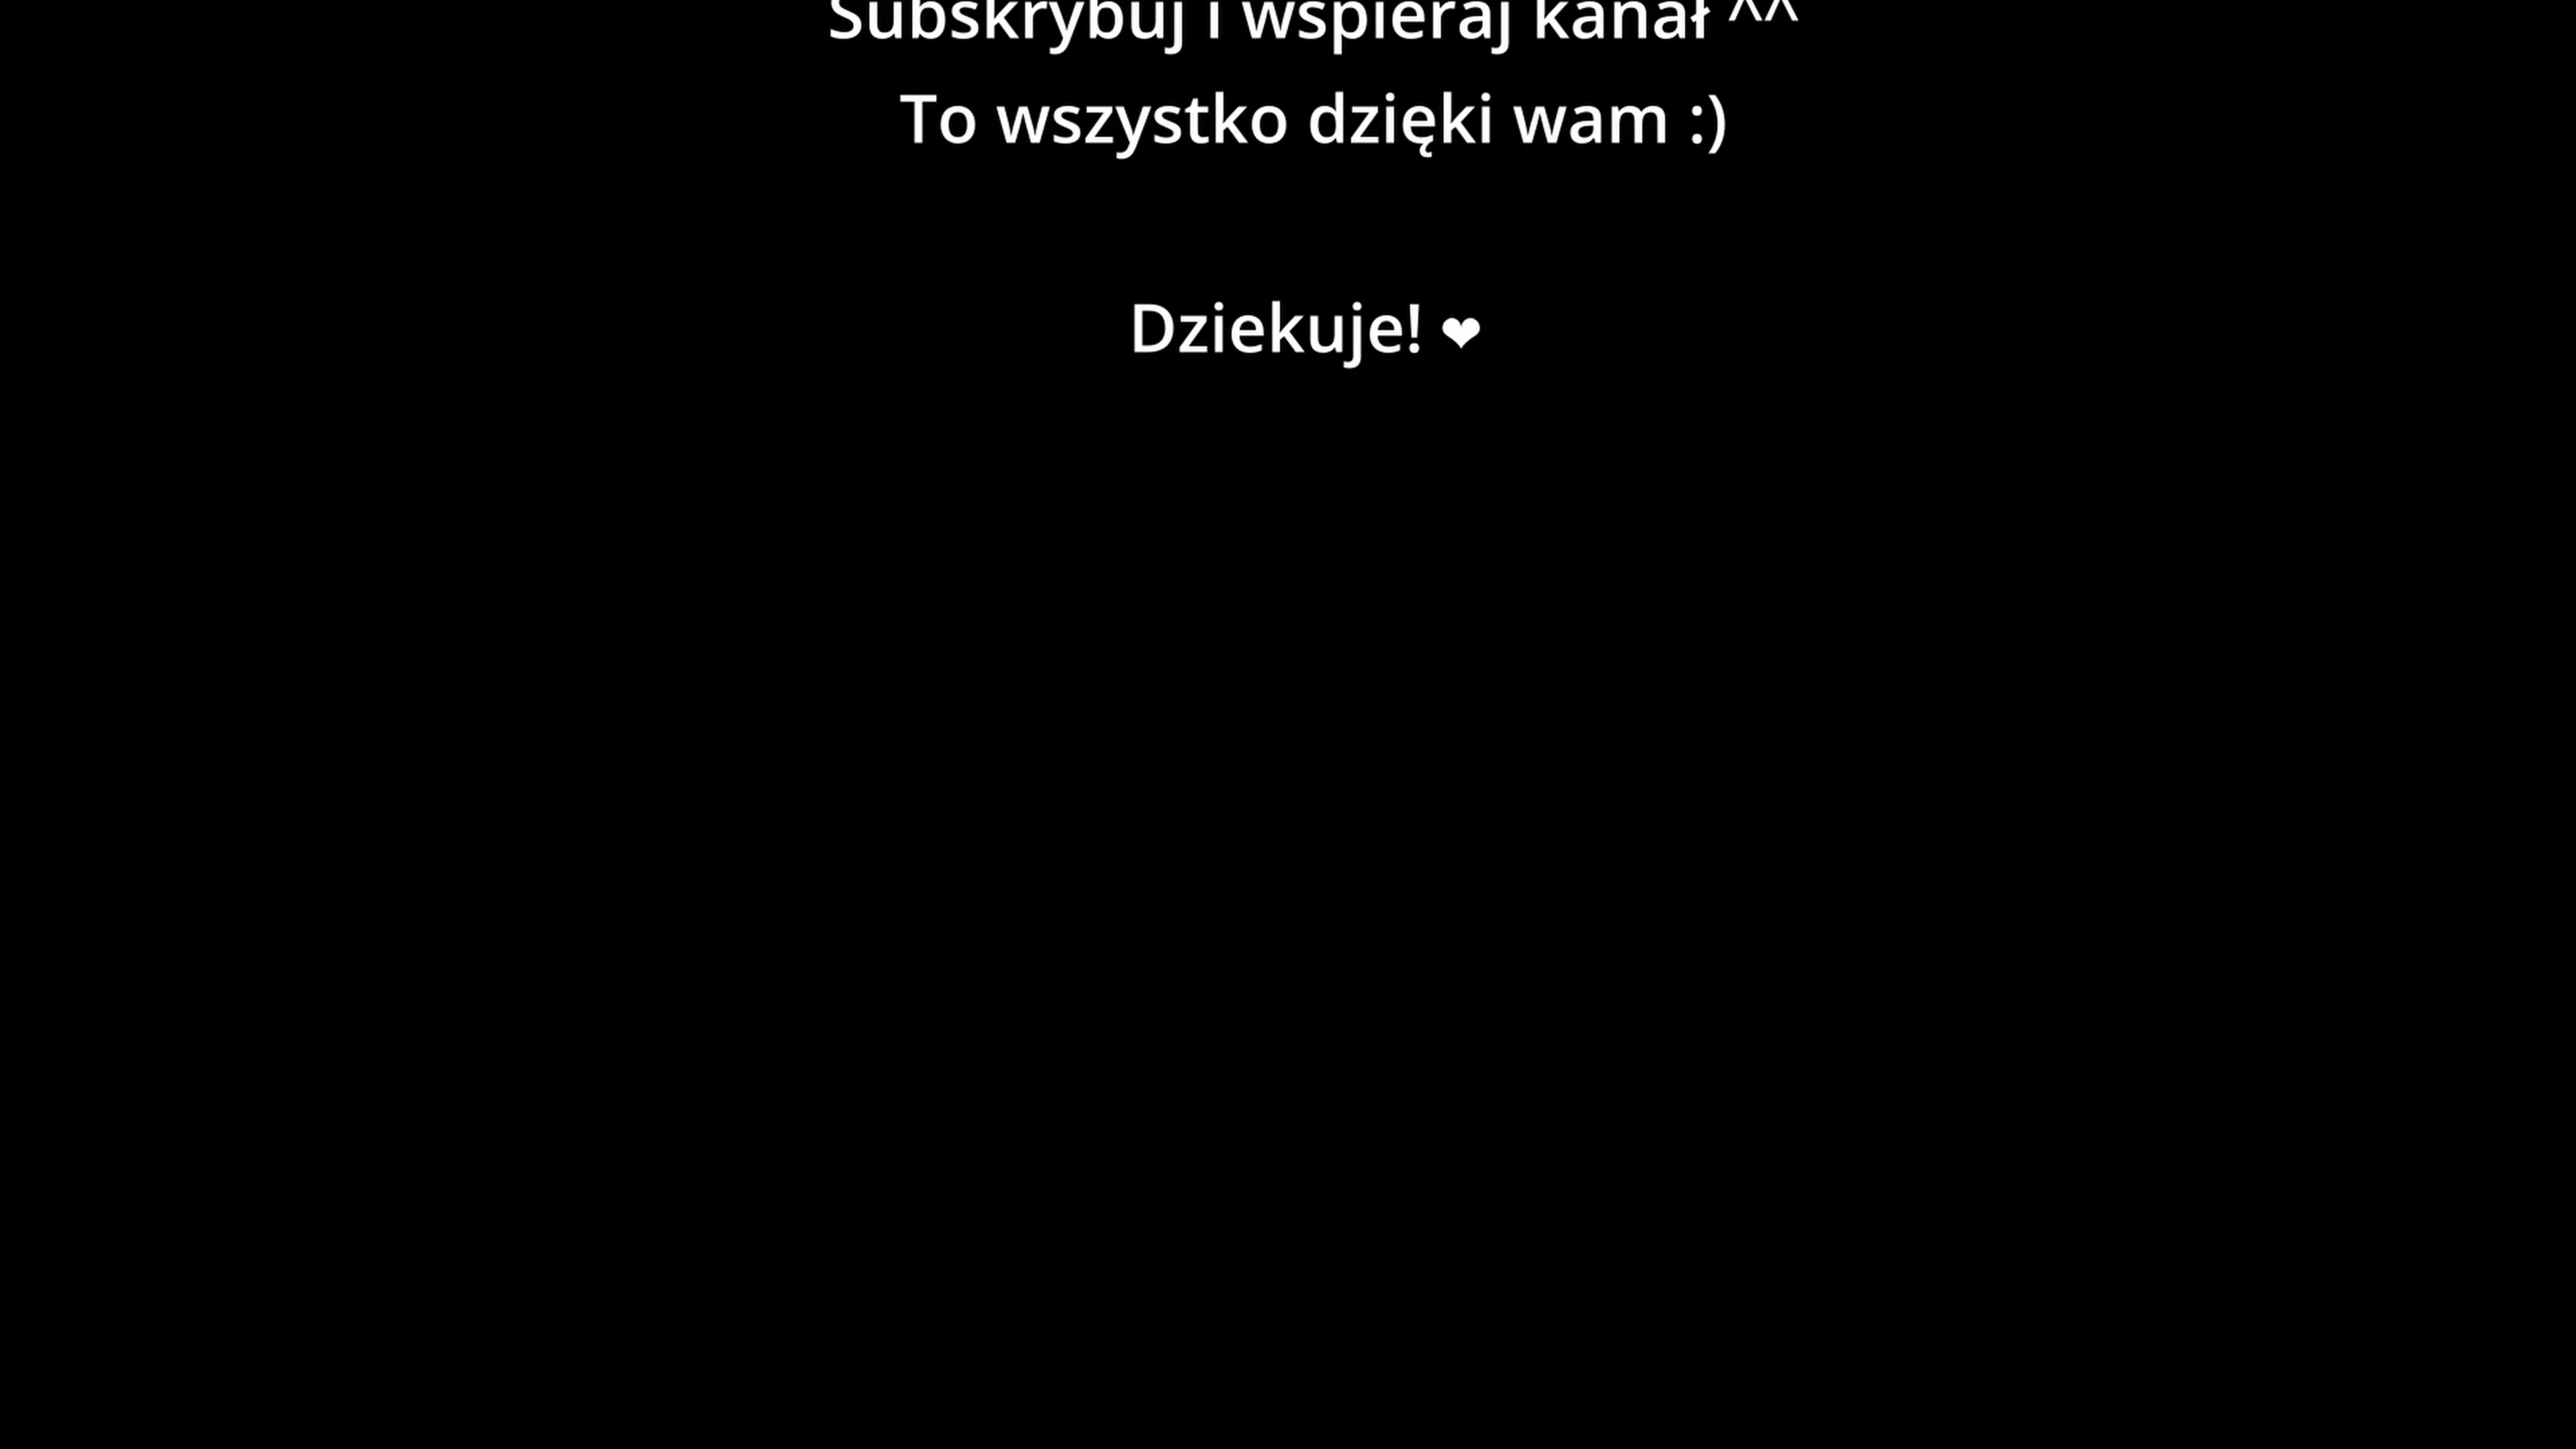 Subskrybuj i wspieraj kanał ^^
To wszystko dzięki wam :)
Dziekuje! ❤